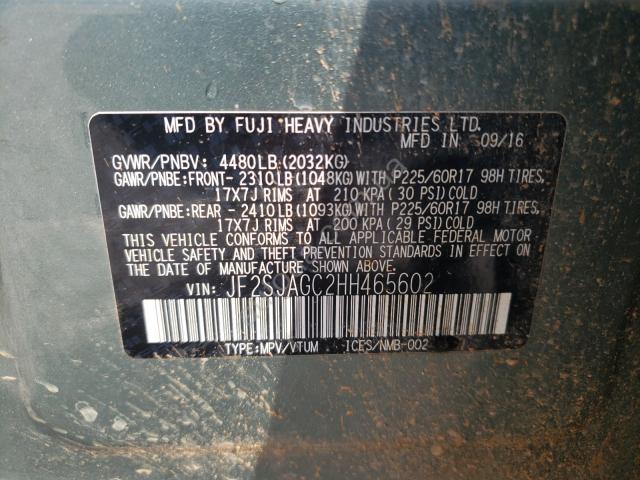 MFD BY FUJI HEAVY INDUSTRIES LTD.
MFD IN 09/16
GVWR/PNBV: 4480LB(2032KG)
GAWR/PNBE:FRONT- 2310LB(1048KG)WITH P225/60R17 98H TIRES,
17X7J RIMS AT 210 KPA(30 PSI)COLD
GAWR/PNBE:REAR - 2410LB(1093KG)WITH P225/60R17 98H TIRES,
17X7J RIMS AT 200 KPA(29 PSI)COLD
THIS VEHICLE CONFORMS TO ALL APPLICABLE FEDERAL MOTOR
VEHICLE SAFETY AND THEFT PREVENTION STANDARDS IN EFFECT
ON THE DATE OF MANUFACTURE SHOWN ABOVE.
VIN: JF2SJAGC2HH465602
TYPE:MPV/VTUM ICES/NMB-002